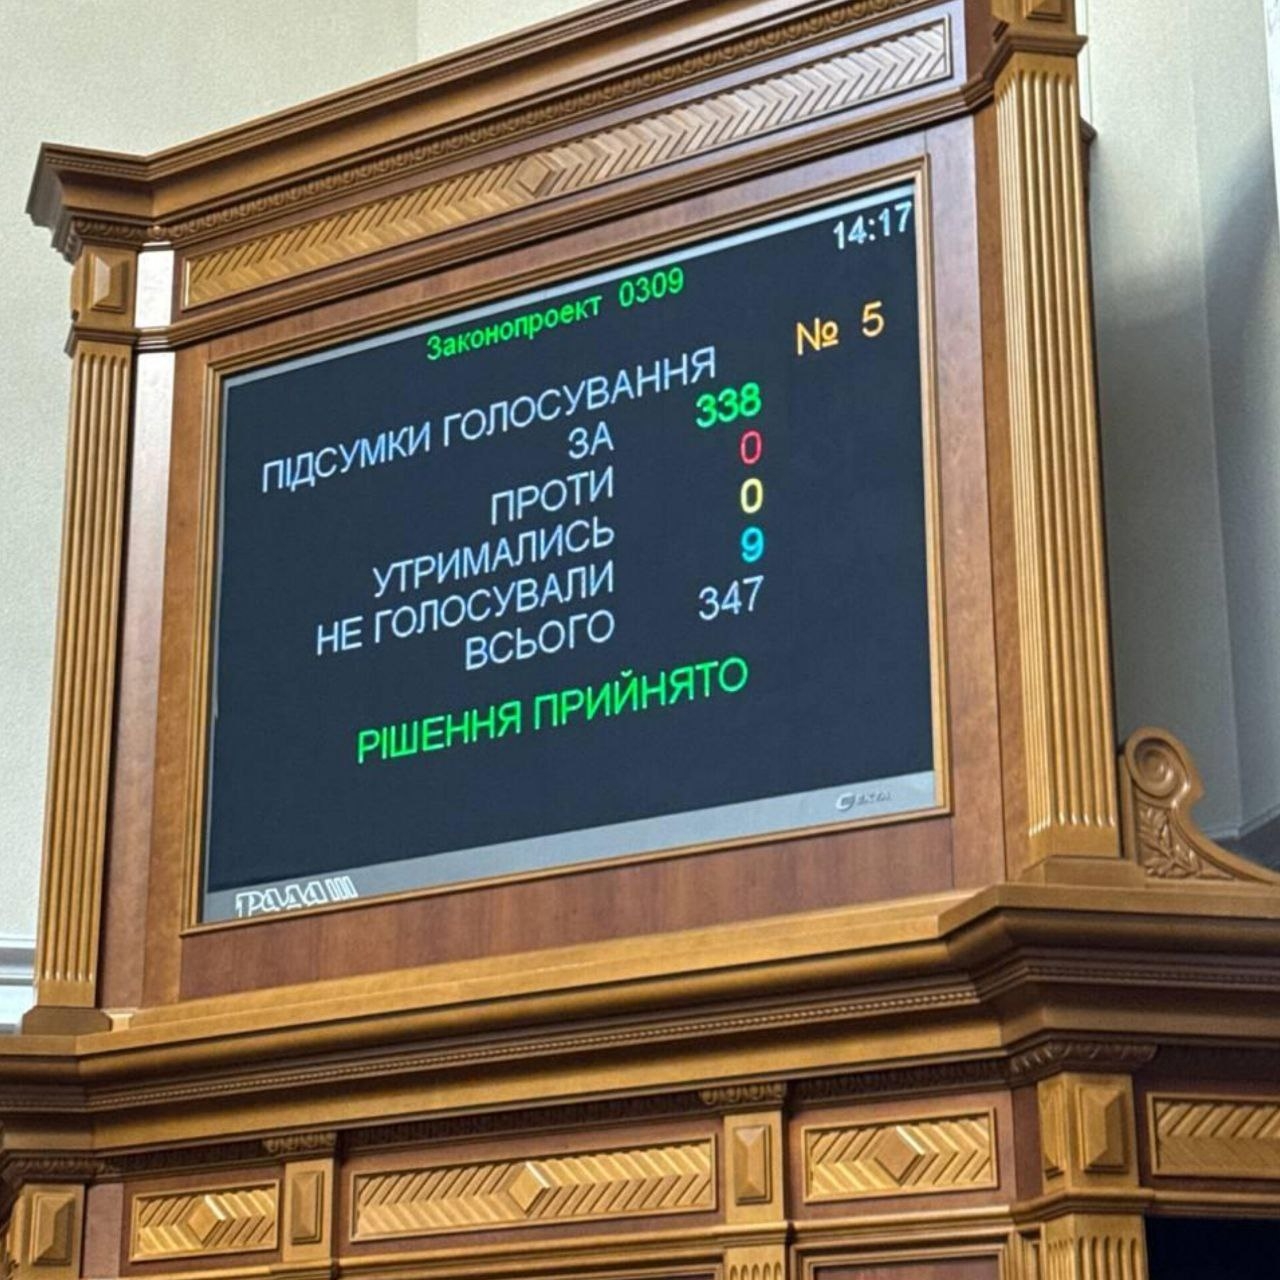 14:17
Законопроект 0309
№ 5
ПІДСУМКИ ГОЛОСУВАННЯ
ЗА 338
ПРОТИ 0
УТРИМАЛИСЬ 0
НЕ ГОЛОСУВАЛИ 9
ВСЬОГО 347
РІШЕННЯ ПРИЙНЯТО
РАДА III